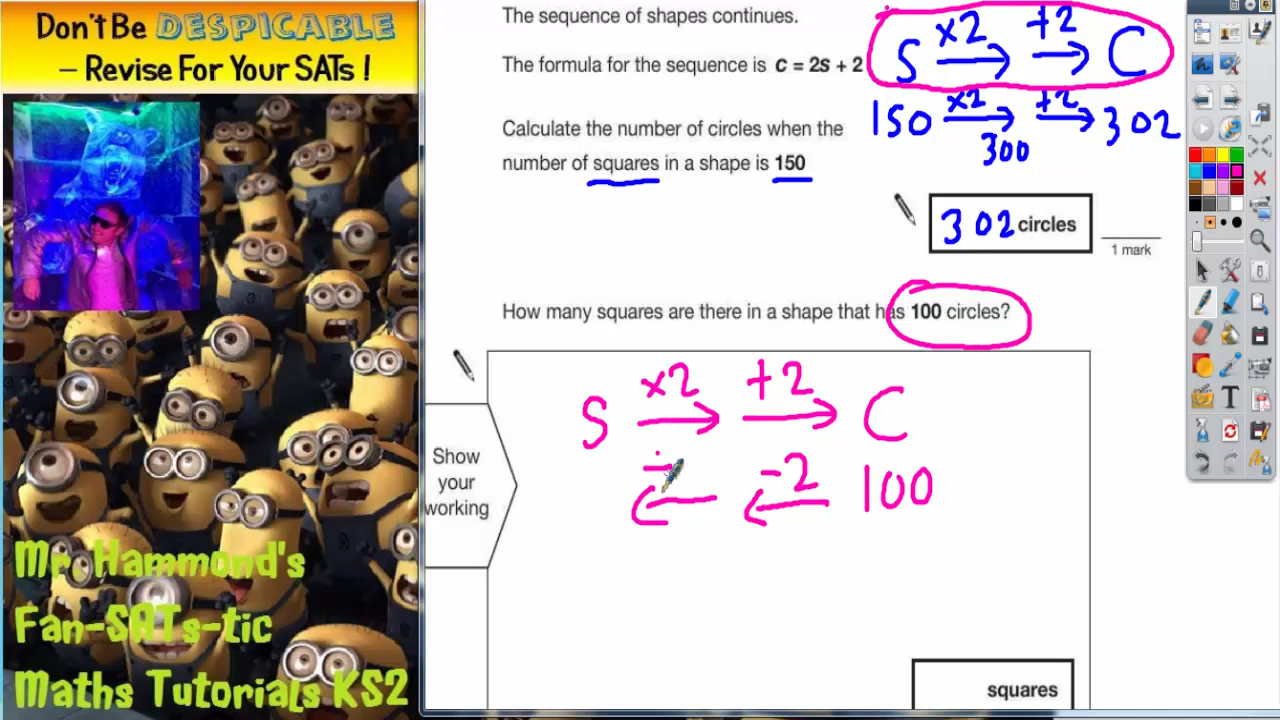 Don't Be DESPICABLE
– Revise For Your SATs !
Mr. Hammond's
Fan-SATs-tic
Maths Tutorials KS2
The sequence of shapes continues.
The formula for the sequence is c = 2s + 2
S ×2 +2 C
150 ×2 +2 302
300
Calculate the number of circles when the
number of squares in a shape is 150
302 circles
1 mark
How many squares are there in a shape that has 100 circles?
Show
your
working
S ×2 +2 C
÷ -2 100
squares